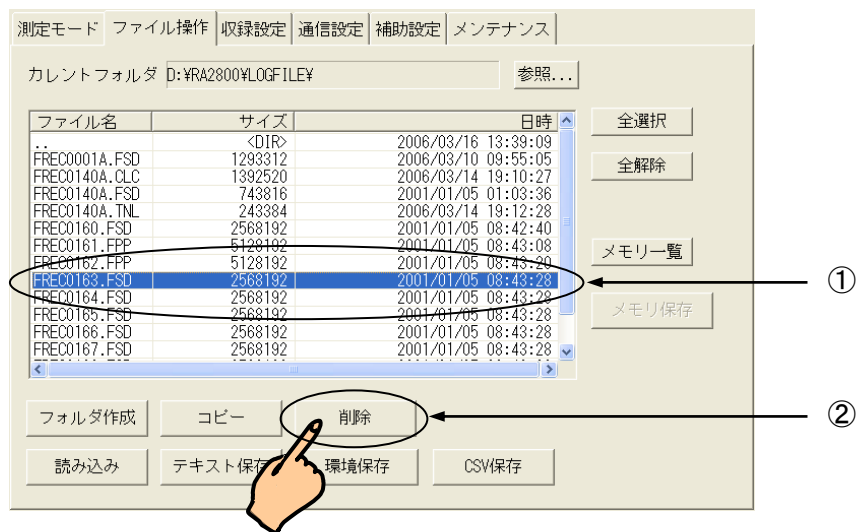 測定モード ファイル操作 収録設定 通信設定 補助設定 メンテナンス
カレントフォルダ D:¥RA2800¥LOGFILE¥ 参照...
ファイル名 サイズ 日時 全選択
.. <DIR> 2006/03/16 13:39:09
FREC0001A.FSD 1293312 2006/03/10 09:55:05
全解除
FREC0140A.CLC 1392520 2006/03/14 19:10:27
FREC0140A.FSD 743816 2001/01/05 01:03:36
FREC0140A.TNL 243384 2006/03/14 19:12:28
FREC0160.FSD 2568192 2001/01/05 08:42:40
FREC0161.FPP 5128192 2001/01/05 08:43:08
メモリ一覧
FREC0162.FPP 5128192 2001/01/05 08:43:20
FREC0163.FSD 2568192 2001/01/05 08:43:28 ①
FREC0164.FSD 2568192 2001/01/05 08:43:28
メモリ保存
FREC0165.FSD 2568192 2001/01/05 08:43:28
FREC0166.FSD 2568192 2001/01/05 08:43:28
FREC0167.FSD 2568192 2001/01/05 08:43:28
フォルダ作成 コピー 削除 ②
読み込み テキスト保存 環境保存 CSV保存